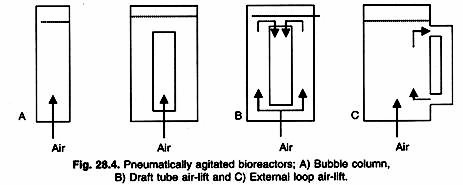 A
B
C
Air
Air
Air
Air
Fig. 28.4. Pneumatically agitated bioreactors; A) Bubble column,
B) Draft tube air-lift and C) External loop air-lift.